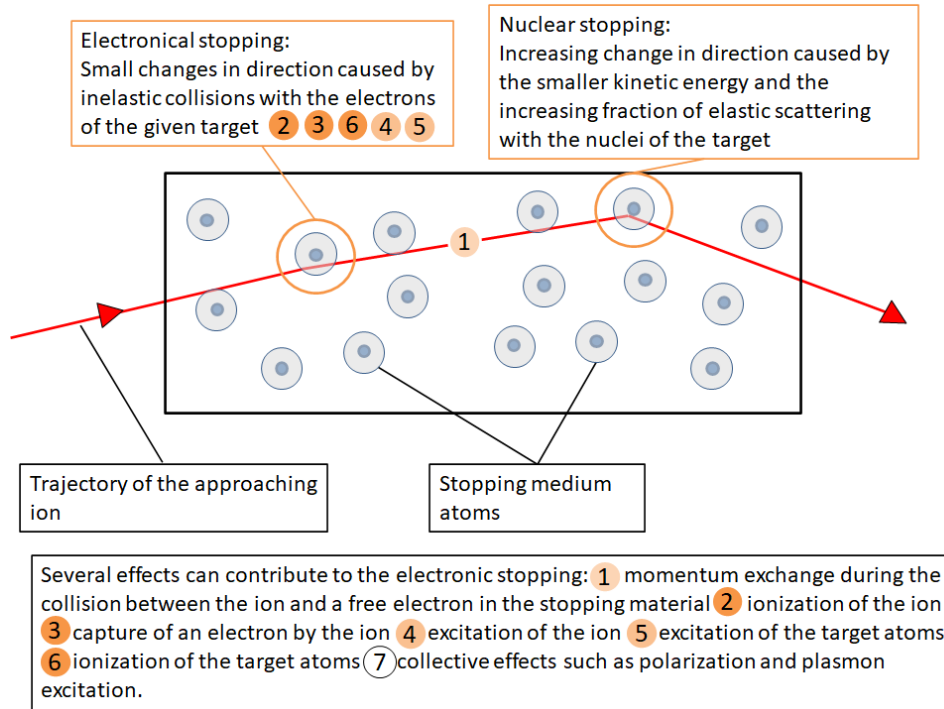 Electronical stopping:
Small changes in direction caused by
inelastic collisions with the electrons
of the given target 2 3 6 4 5
Nuclear stopping:
Increasing change in direction caused by
the smaller kinetic energy and the
increasing fraction of elastic scattering
with the nuclei of the target
1
Trajectory of the approaching
ion
Stopping medium
atoms
Several effects can contribute to the electronic stopping: 1 momentum exchange during the
collision between the ion and a free electron in the stopping material 2 ionization of the ion
3 capture of an electron by the ion 4 excitation of the ion 5 excitation of the target atoms
6 ionization of the target atoms 7 collective effects such as polarization and plasmon
excitation.